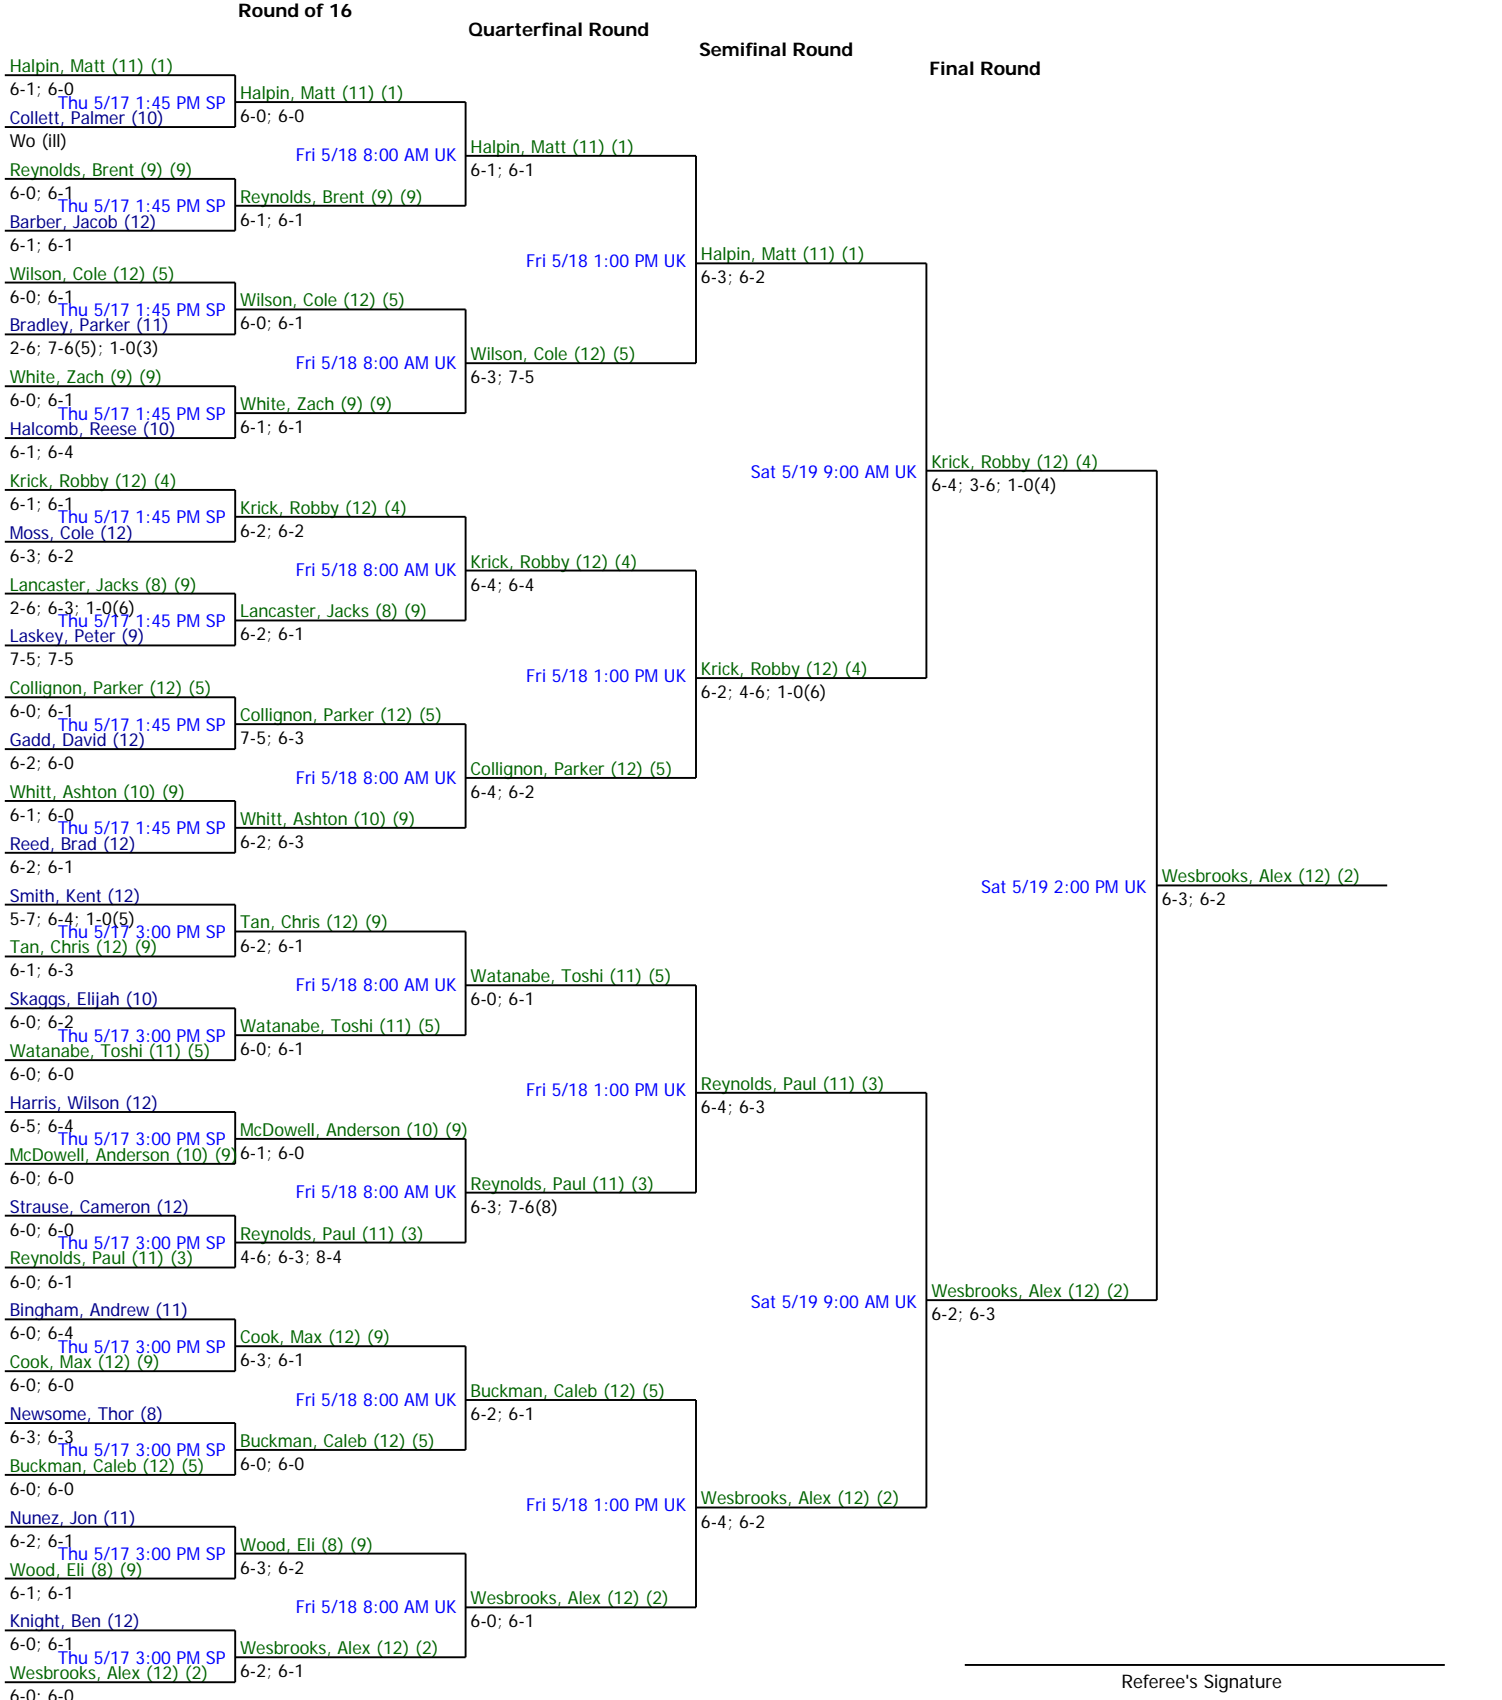 Round of 16
Quarterfinal Round
Semifinal Round
Final Round
Halpin, Matt (11) (1)
6-1; 6-0
Thu 5/17 1:45 PM SP
Collett, Palmer (10)
Wo (ill)
Reynolds, Brent (9) (9)
6-0; 6-1
Thu 5/17 1:45 PM SP
Barber, Jacob (12)
6-1; 6-1
Wilson, Cole (12) (5)
6-0; 6-1
Thu 5/17 1:45 PM SP
Bradley, Parker (11)
2-6; 7-6(5); 1-0(3)
White, Zach (9) (9)
6-0; 6-1
Thu 5/17 1:45 PM SP
Halcomb, Reese (10)
6-1; 6-4
Krick, Robby (12) (4)
6-1; 6-1
Thu 5/17 1:45 PM SP
Moss, Cole (12)
6-3; 6-2
Lancaster, Jacks (8) (9)
2-6; 6-3; 1-0(6)
Thu 5/17 1:45 PM SP
Laskey, Peter (9)
7-5; 7-5
Collignon, Parker (12) (5)
6-0; 6-1
Thu 5/17 1:45 PM SP
Gadd, David (12)
6-2; 6-0
Whitt, Ashton (10) (9)
6-1; 6-0
Thu 5/17 1:45 PM SP
Reed, Brad (12)
6-2; 6-1
Smith, Kent (12)
5-7; 6-4; 1-0(5)
Thu 5/17 3:00 PM SP
Tan, Chris (12) (9)
6-1; 6-3
Skaggs, Elijah (10)
6-0; 6-2
Thu 5/17 3:00 PM SP
Watanabe, Toshi (11) (5)
6-0; 6-0
Harris, Wilson (12)
6-5; 6-4
Thu 5/17 3:00 PM SP
McDowell, Anderson (10) (9)
6-0; 6-0
Strause, Cameron (12)
6-0; 6-0
Thu 5/17 3:00 PM SP
Reynolds, Paul (11) (3)
6-0; 6-1
Bingham, Andrew (11)
6-0; 6-4
Thu 5/17 3:00 PM SP
Cook, Max (12) (9)
6-0; 6-0
Newsome, Thor (8)
6-3; 6-3
Thu 5/17 3:00 PM SP
Buckman, Caleb (12) (5)
6-0; 6-0
Nunez, Jon (11)
6-2; 6-1
Thu 5/17 3:00 PM SP
Wood, Eli (8) (9)
6-1; 6-1
Knight, Ben (12)
6-0; 6-1
Thu 5/17 3:00 PM SP
Wesbrooks, Alex (12) (2)
6-0; 6-0
Halpin, Matt (11) (1)
6-0; 6-0
Fri 5/18 8:00 AM UK
Reynolds, Brent (9) (9)
6-1; 6-1
Wilson, Cole (12) (5)
6-0; 6-1
Fri 5/18 8:00 AM UK
White, Zach (9) (9)
6-1; 6-1
Krick, Robby (12) (4)
6-2; 6-2
Fri 5/18 8:00 AM UK
Lancaster, Jacks (8) (9)
6-2; 6-1
Collignon, Parker (12) (5)
7-5; 6-3
Fri 5/18 8:00 AM UK
Whitt, Ashton (10) (9)
6-2; 6-3
Tan, Chris (12) (9)
6-2; 6-1
Fri 5/18 8:00 AM UK
Watanabe, Toshi (11) (5)
6-0; 6-1
McDowell, Anderson (10) (9)
6-1; 6-0
Fri 5/18 8:00 AM UK
Reynolds, Paul (11) (3)
4-6; 6-3; 8-4
Cook, Max (12) (9)
6-3; 6-1
Fri 5/18 8:00 AM UK
Buckman, Caleb (12) (5)
6-0; 6-0
Wood, Eli (8) (9)
6-3; 6-2
Fri 5/18 8:00 AM UK
Wesbrooks, Alex (12) (2)
6-2; 6-1
Halpin, Matt (11) (1)
6-1; 6-1
Fri 5/18 1:00 PM UK
Wilson, Cole (12) (5)
6-3; 7-5
Krick, Robby (12) (4)
6-4; 6-4
Fri 5/18 1:00 PM UK
Collignon, Parker (12) (5)
6-4; 6-2
Watanabe, Toshi (11) (5)
6-0; 6-1
Fri 5/18 1:00 PM UK
Reynolds, Paul (11) (3)
6-3; 7-6(8)
Buckman, Caleb (12) (5)
6-2; 6-1
Fri 5/18 1:00 PM UK
Wesbrooks, Alex (12) (2)
6-0; 6-1
Halpin, Matt (11) (1)
6-3; 6-2
Sat 5/19 9:00 AM UK
Krick, Robby (12) (4)
6-2; 4-6; 1-0(6)
Reynolds, Paul (11) (3)
6-4; 6-3
Sat 5/19 9:00 AM UK
Wesbrooks, Alex (12) (2)
6-4; 6-2
Krick, Robby (12) (4)
6-4; 3-6; 1-0(4)
Sat 5/19 2:00 PM UK
Wesbrooks, Alex (12) (2)
6-2; 6-3
Wesbrooks, Alex (12) (2)
6-3; 6-2
Referee's Signature